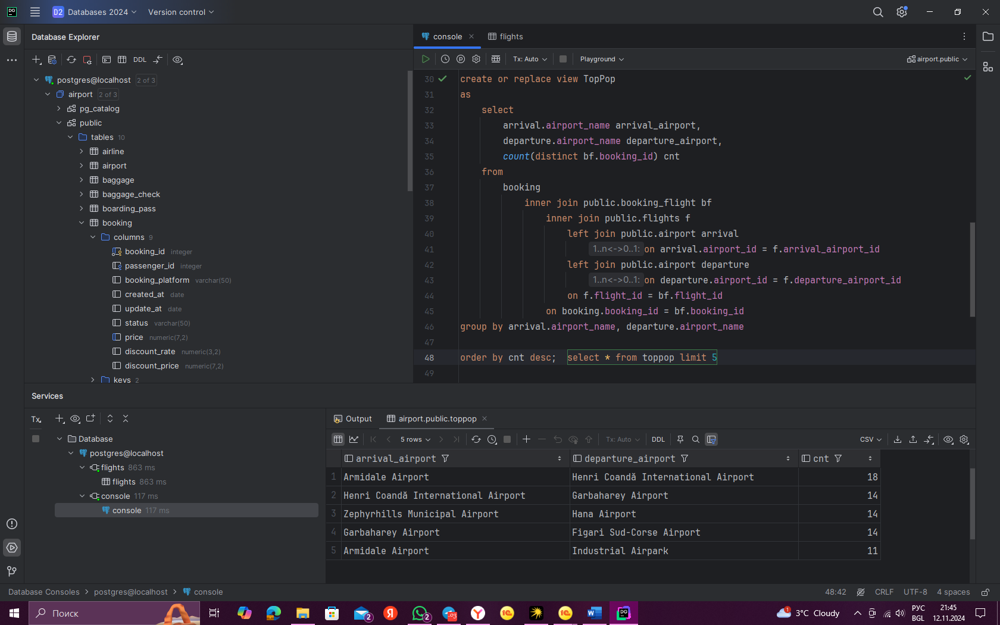 DG
D2 Databases 2024
Version control
Database Explorer
DDL
postgres@localhost 2 of 3
airport 2 of 3
pg_catalog
public
tables 10
airline
airport
baggage
baggage_check
boarding_pass
booking
columns 9
booking_id integer
passenger_id integer
booking_platform varchar(50)
created_at date
update_at date
status varchar(50)
price numeric(7,2)
discount_rate numeric(3,2)
discount_price numeric(7,2)
keys 2
console
flights
Tx: Auto
Playground
airport.public
30 create or replace view TopPop
31 as
32 select
33 arrival.airport_name arrival_airport,
34 departure.airport_name departure_airport,
35 count(distinct bf.booking_id) cnt
36 from
37 booking
38 inner join public.booking_flight bf
39 inner join public.flights f
40 left join public.airport arrival
41 1..n<->0..1: on arrival.airport_id = f.arrival_airport_id
42 left join public.airport departure
43 1..n<->0..1: on departure.airport_id = f.departure_airport_id
44 on f.flight_id = bf.flight_id
45 on booking.booking_id = bf.booking_id
46 group by arrival.airport_name, departure.airport_name
47
48 order by cnt desc; select * from toppop limit 5
49
Services
Tx
Database
postgres@localhost
flights 863 ms
flights 863 ms
console 117 ms
console 117 ms
Output
airport.public.toppop
5 rows
Tx: Auto
DDL
CSV
arrival_airport departure_airport cnt
1 Armidale Airport Henri Coandă International Airport 18
2 Henri Coandă International Airport Garbaharey Airport 14
3 Zephyrhills Municipal Airport Hana Airport 14
4 Garbaharey Airport Figari Sud-Corse Airport 14
5 Armidale Airport Industrial Airpark 11
Database Consoles > postgres@localhost > console
48:42 CRLF UTF-8 4 spaces
Поиск
2
Я
2
Y
1С
1С
W
DG
1
3°C Cloudy
РУС
BGL
21:45
12.11.2024